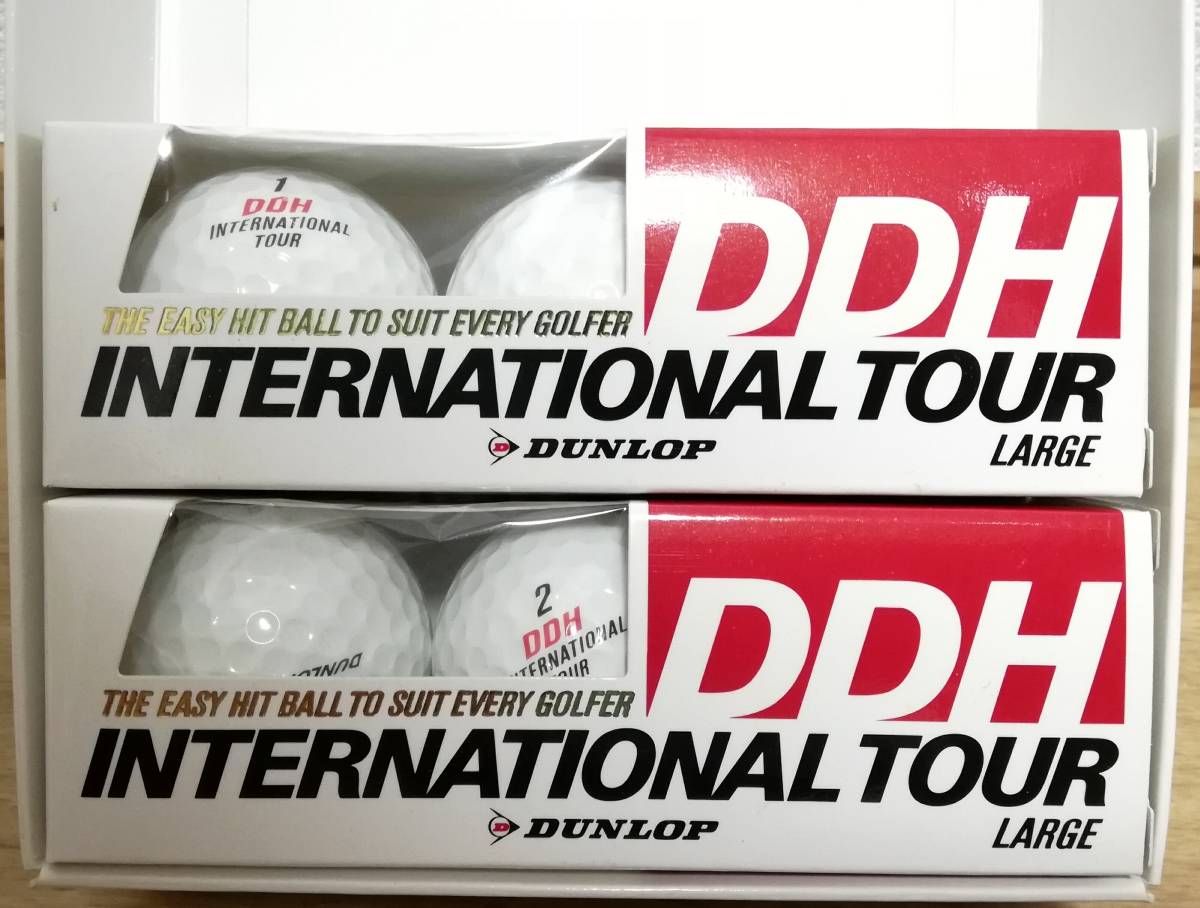 1
DDH
INTERNATIONAL
TOUR
DDH
THE EASY HIT BALL TO SUIT EVERY GOLFER
INTERNATIONAL TOUR
D DUNLOP
LARGE
2
DDH
INTERNATIONAL
TOUR
DDH
THE EASY HIT BALL TO SUIT EVERY GOLFER
INTERNATIONAL TOUR
D DUNLOP
LARGE